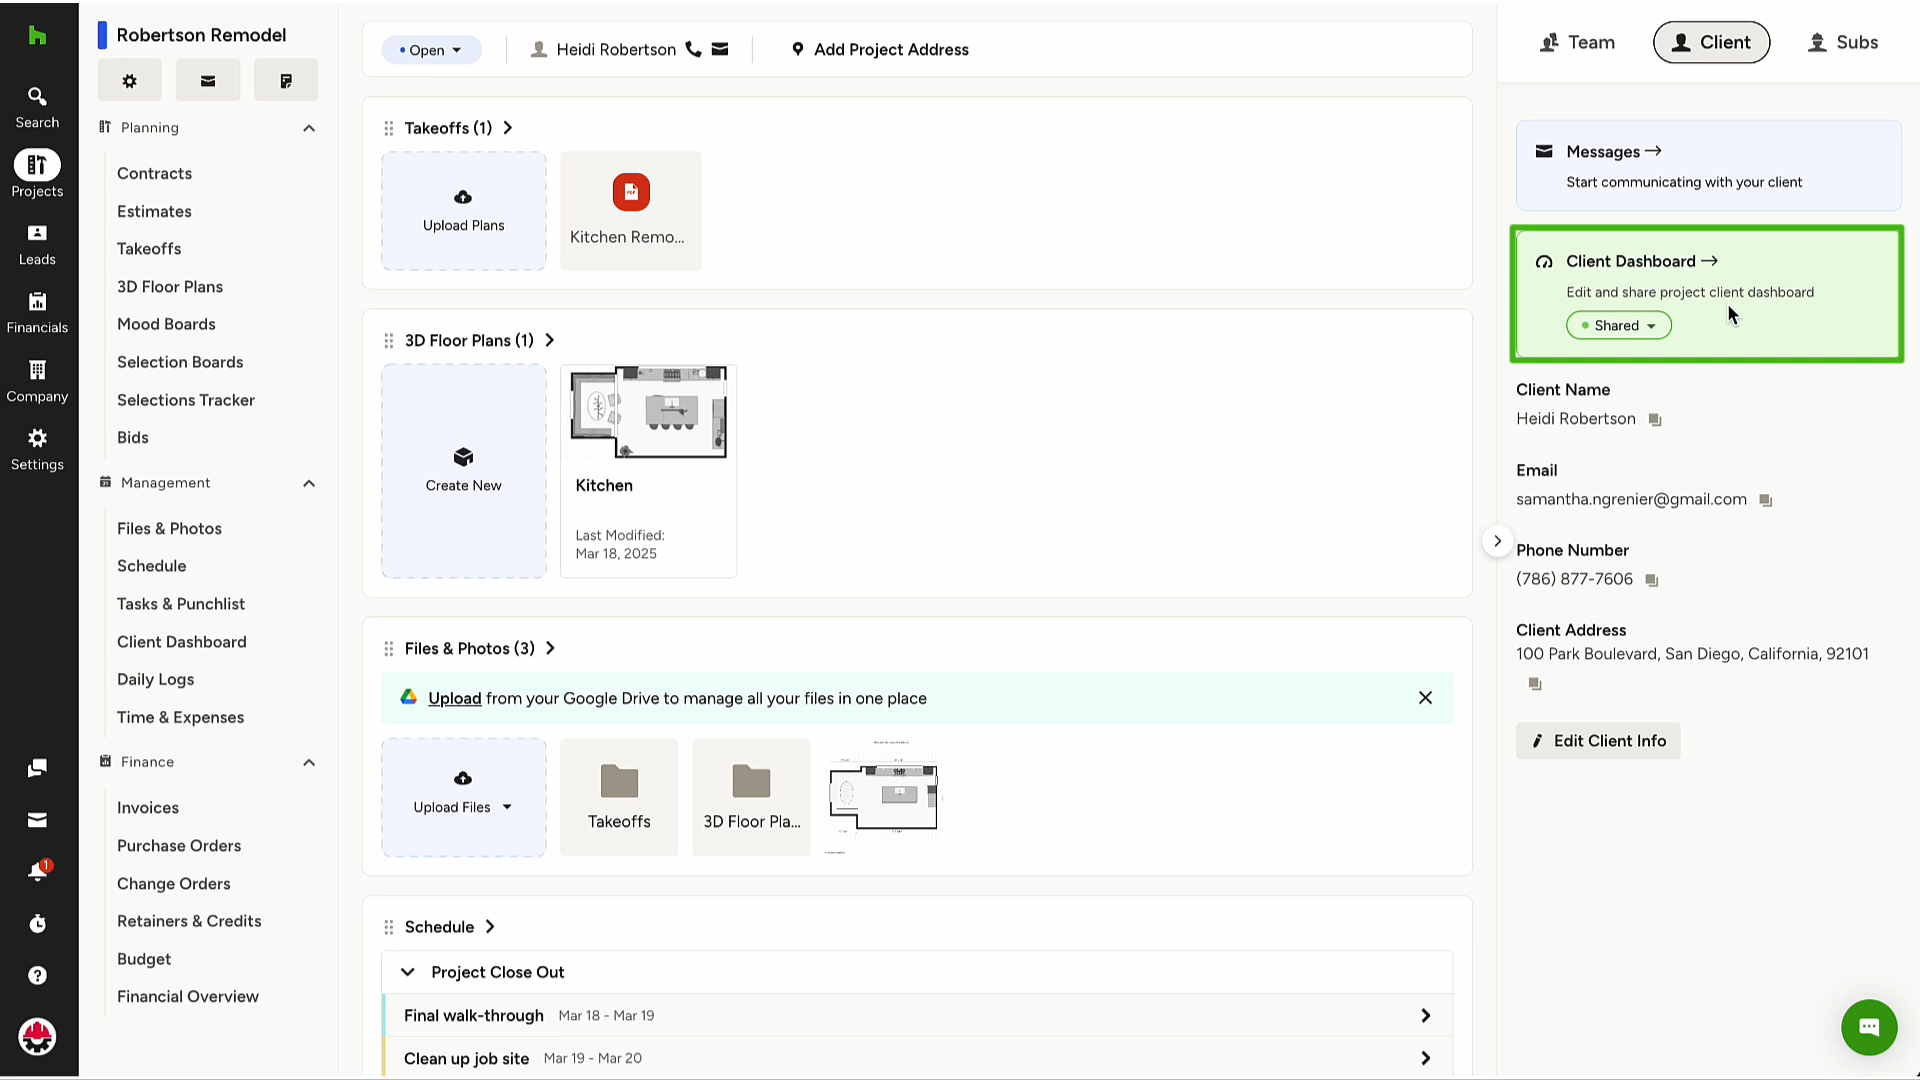 Robertson Remodel
Open
Heidi Robertson
Add Project Address
Team
Client
Subs
Search
Projects
Leads
Financials
Company
Settings
1
Planning
Contracts
Estimates
Takeoffs
3D Floor Plans
Mood Boards
Selection Boards
Selections Tracker
Bids
Management
Files & Photos
Schedule
Tasks & Punchlist
Client Dashboard
Daily Logs
Time & Expenses
Finance
Invoices
Purchase Orders
Change Orders
Retainers & Credits
Budget
Financial Overview
Takeoffs (1)
Upload Plans
Kitchen Remo...
3D Floor Plans (1)
Create New
Kitchen
Last Modified:
Mar 18, 2025
Files & Photos (3)
Upload from your Google Drive to manage all your files in one place
Upload Files
Takeoffs
3D Floor Pla...
Schedule
Project Close Out
Final walk-through Mar 18 - Mar 19
Clean up job site Mar 19 - Mar 20
Messages
Start communicating with your client
Client Dashboard
Edit and share project client dashboard
Shared
Client Name
Heidi Robertson
Email
samantha.ngrenier@gmail.com
Phone Number
(786) 877-7606
Client Address
100 Park Boulevard, San Diego, California, 92101
Edit Client Info